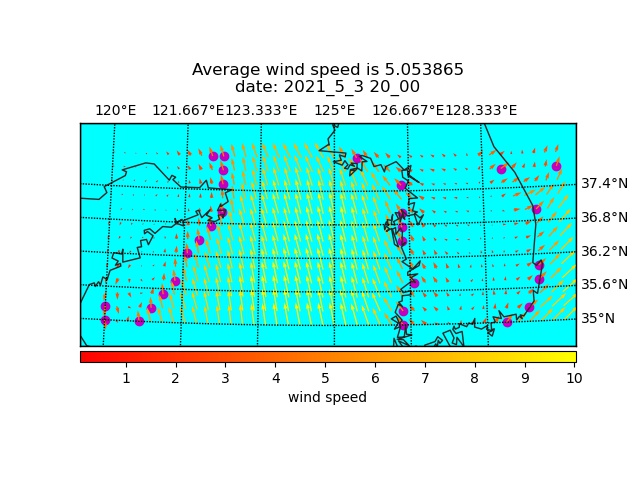 Average wind speed is 5.053865
date: 2021_5_3 20_00
120°E 121.667°E 123.333°E 125°E 126.667°E 128.333°E
37.4°N
36.8°N
36.2°N
35.6°N
35°N
1 2 3 4 5 6 7 8 9 10
wind speed